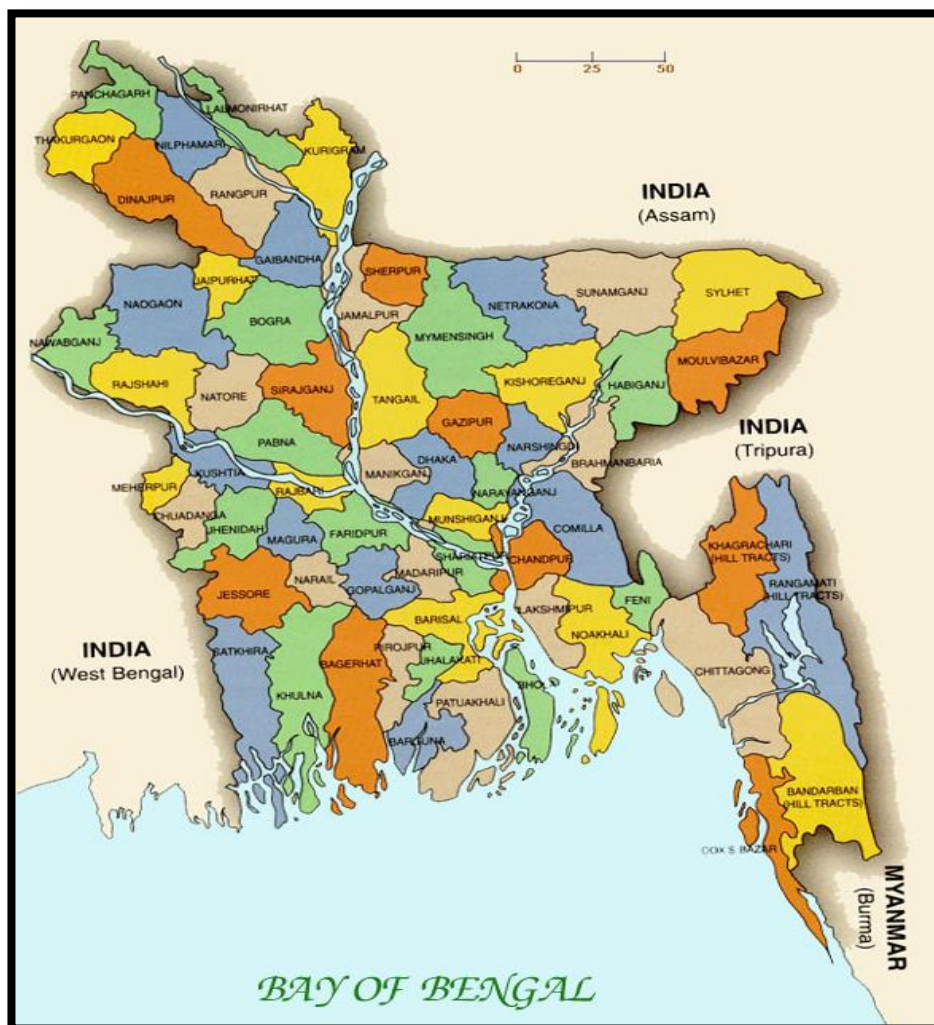 0 25 50
PANCHAGARH
LALMONIRHAT
THAKURGAON
NILPHAMARI
KURIGRAM
DINAJPUR
RANGPUR
INDIA
(Assam)
GAIBANDHA
SHERPUR
JAIPURHAT
NAOGAON
SUNAMGANJ
SYLHET
NETRAKONA
BOGRA
JAMALPUR
MYMENSINGH
NAWABGANJ
MOULVIBAZAR
RAJSHAHI
NATORE
SIRAJGANJ
TANGAIL
KISHOREGANJ
HABIGANJ
GAZIPUR
INDIA
(Tripura)
PABNA
NARSHINGDI
DHAKA
BRAHMANBARIA
KUSHTIA
MANIKGANJ
MEHERPUR
RAJBARI
NARAYANGANJ
CHUADANGA
MUNSHIGANJ
JHENIDAH
FARIDPUR
COMILLA
MAGURA
SHARIATPUR
CHANDPUR
KHAGRACHARI
(HILL TRACTS)
MADARIPUR
NARAIL
GOPALGANJ
RANGAMATI
(HILL TRACTS)
JESSORE
LAKSHMIPUR
FENI
BARISAL
NOAKHALI
INDIA
(West Bengal)
SATKHIRA
PIROJPUR
BAGERHAT
JHALAKATI
CHITTAGONG
KHULNA
BHOLA
PATUAKHALI
BARGUNA
BANDARBAN
(HILL TRACTS)
COX S BAZAR
MYANMAR
(Burma)
BAY OF BENGAL